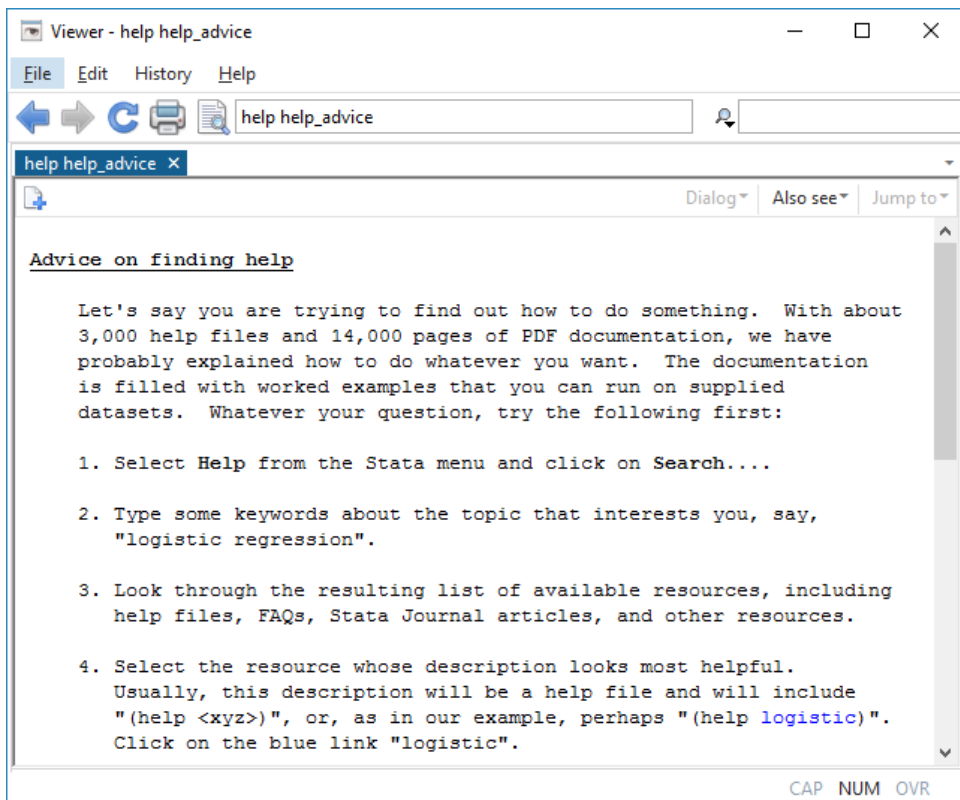 Viewer - help help_advice
File Edit History Help
help help_advice
help help_advice ×
Dialog Also see Jump to
Advice on finding help
Let's say you are trying to find out how to do something.  With about
3,000 help files and 14,000 pages of PDF documentation, we have
probably explained how to do whatever you want.  The documentation
is filled with worked examples that you can run on supplied
datasets.  Whatever your question, try the following first:
1. Select Help from the Stata menu and click on Search....
2. Type some keywords about the topic that interests you, say,
"logistic regression".
3. Look through the resulting list of available resources, including
help files, FAQs, Stata Journal articles, and other resources.
4. Select the resource whose description looks most helpful.
Usually, this description will be a help file and will include
"(help <xyz>)", or, as in our example, perhaps "(help logistic)".
Click on the blue link "logistic".
CAP NUM OVR